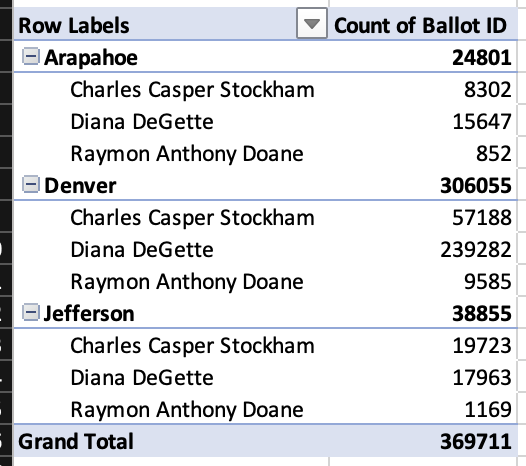 Row Labels Count of Ballot ID
Arapahoe 24801
Charles Casper Stockham 8302
Diana DeGette 15647
Raymon Anthony Doane 852
Denver 306055
Charles Casper Stockham 57188
Diana DeGette 239282
Raymon Anthony Doane 9585
Jefferson 38855
Charles Casper Stockham 19723
Diana DeGette 17963
Raymon Anthony Doane 1169
Grand Total 369711